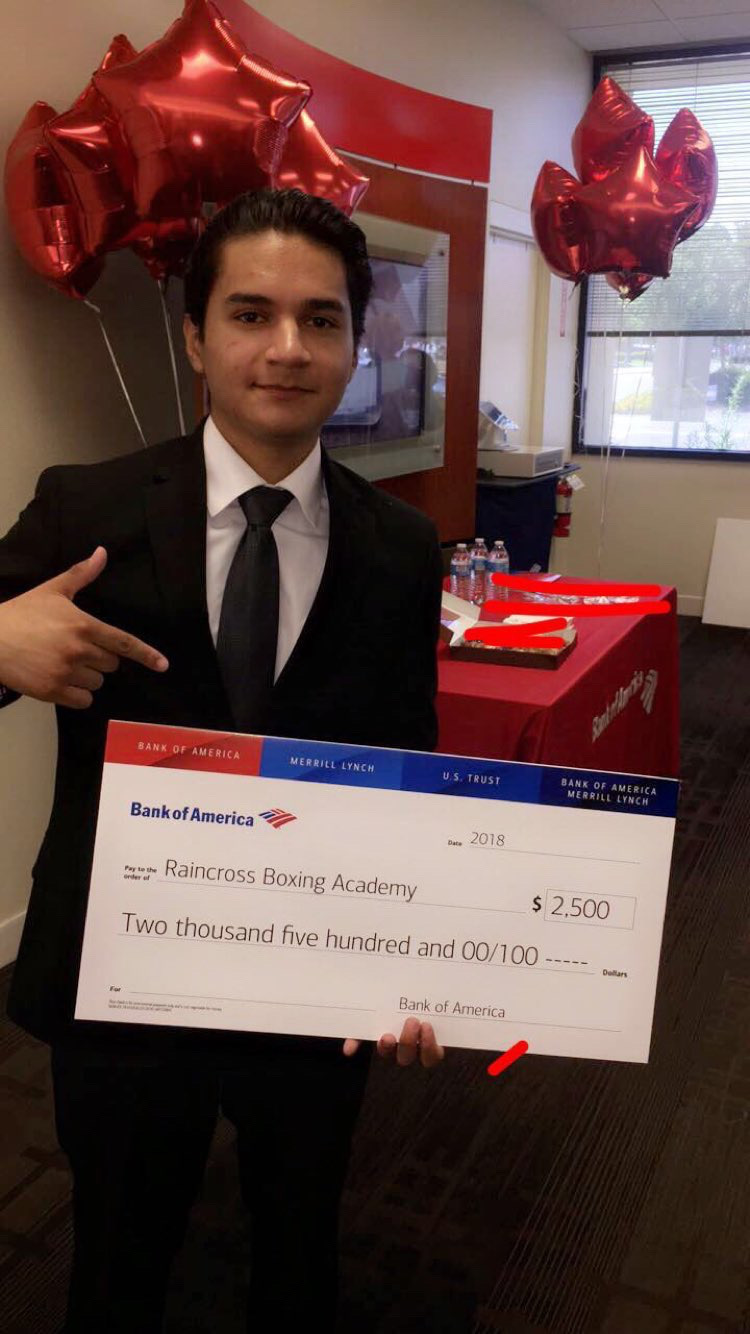 BANK OF AMERICA
MERRILL LYNCH
U.S. TRUST
BANK OF AMERICA
MERRILL LYNCH
Bank of America
Date 2018
Pay to the
order of Raincross Boxing Academy
$ 2,500
Two thousand five hundred and 00/100 -----
Dollars
For
Bank of America
Bank of America